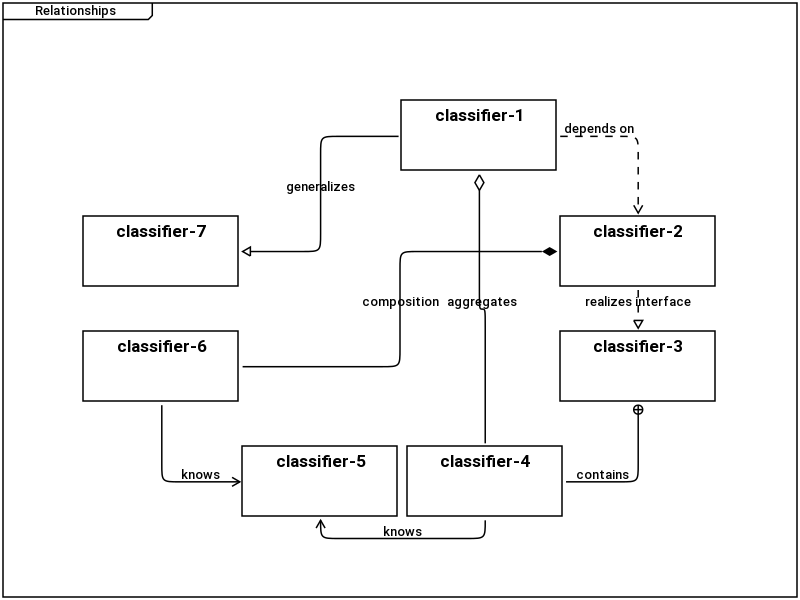 Relationships
classifier-1
depends on
generalizes
classifier-7
classifier-2
composition
aggregates
realizes interface
classifier-6
classifier-3
classifier-5
classifier-4
knows
contains
knows